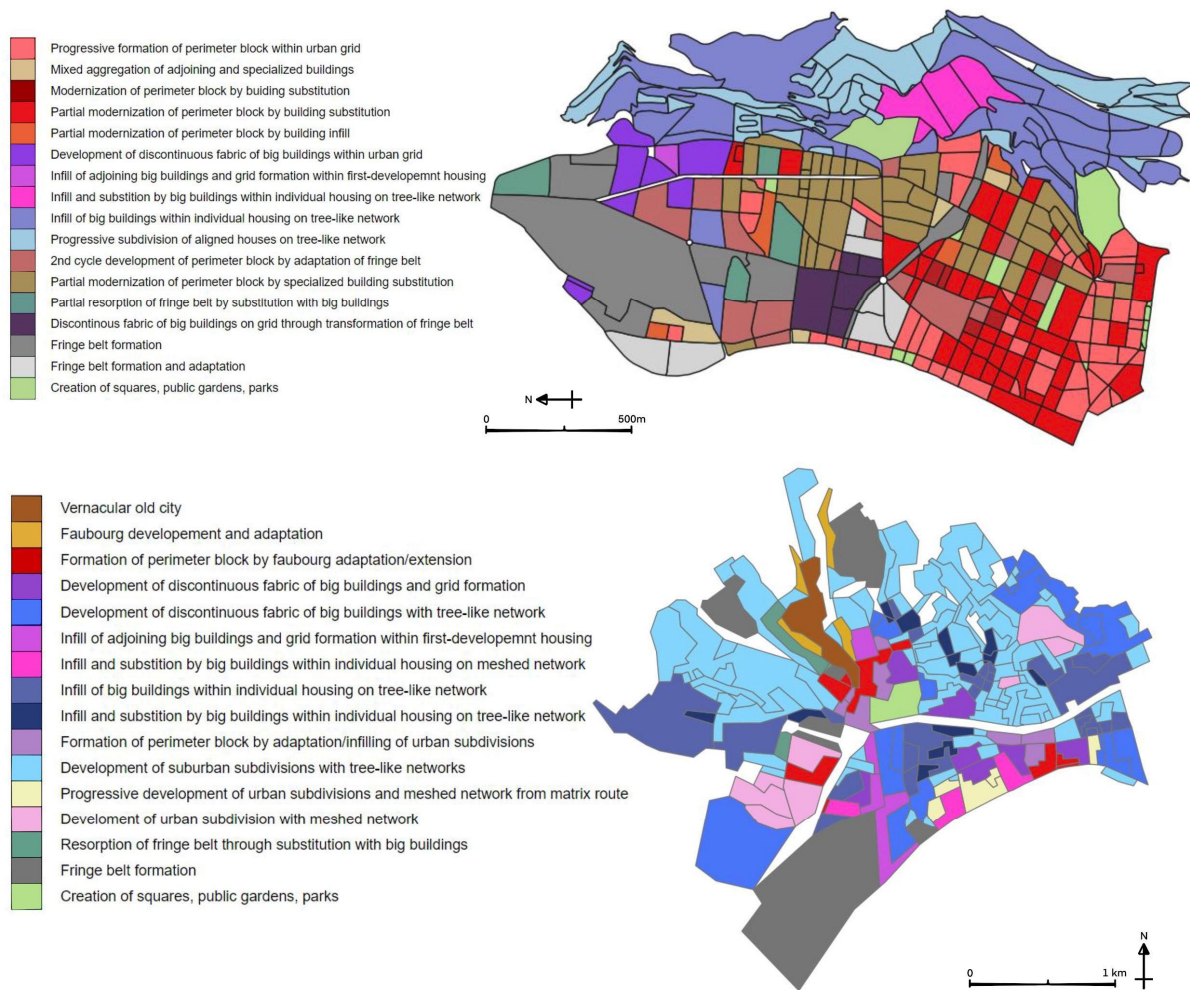 Progressive formation of perimeter block within urban grid
Mixed aggregation of adjoining and specialized buildings
Modernization of perimeter block by buiding substitution
Partial modernization of perimeter block by building substitution
Partial modernization of perimeter block by building infill
Development of discontinuous fabric of big buildings within urban grid
Infill of adjoining big buildings and grid formation within first-developemnt housing
Infill and substition by big buildings within individual housing on tree-like network
Infill of big buildings within individual housing on tree-like network
Progressive subdivision of aligned houses on tree-like network
2nd cycle development of perimeter block by adaptation of fringe belt
Partial modernization of perimeter block by specialized building substitution
Partial resorption of fringe belt by substitution with big buildings
Discontinous fabric of big buildings on grid through transformation of fringe belt
Fringe belt formation
Fringe belt formation and adaptation
Creation of squares, public gardens, parks
N
0 500m
Vernacular old city
Faubourg developement and adaptation
Formation of perimeter block by faubourg adaptation/extension
Development of discontinuous fabric of big buildings and grid formation
Development of discontinuous fabric of big buildings with tree-like network
Infill of adjoining big buildings and grid formation within first-developemnt housing
Infill and substition by big buildings within individual housing on meshed network
Infill of big buildings within individual housing on tree-like network
Infill and substition by big buildings within individual housing on tree-like network
Formation of perimeter block by adaptation/infilling of urban subdivisions
Development of suburban subdivisions with tree-like networks
Progressive development of urban subdivisions and meshed network from matrix route
Develoment of urban subdivision with meshed network
Resorption of fringe belt through substitution with big buildings
Fringe belt formation
Creation of squares, public gardens, parks
N
0 1 km